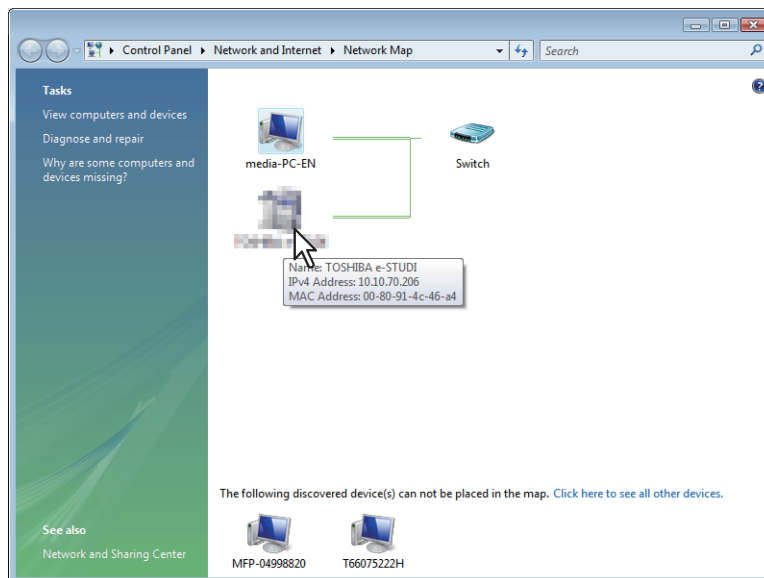 Control Panel
Network and Internet
Network Map
Search
Tasks
View computers and devices
Diagnose and repair
Why are some computers and
devices missing?
media-PC-EN
Switch
Name: TOSHIBA e-STUDI
IPv4 Address: 10.10.70.206
MAC Address: 00-80-91-4c-46-a4
The following discovered device(s) can not be placed in the map. Click here to see all other devices.
See also
Network and Sharing Center
MFP-04998820
T66075222H